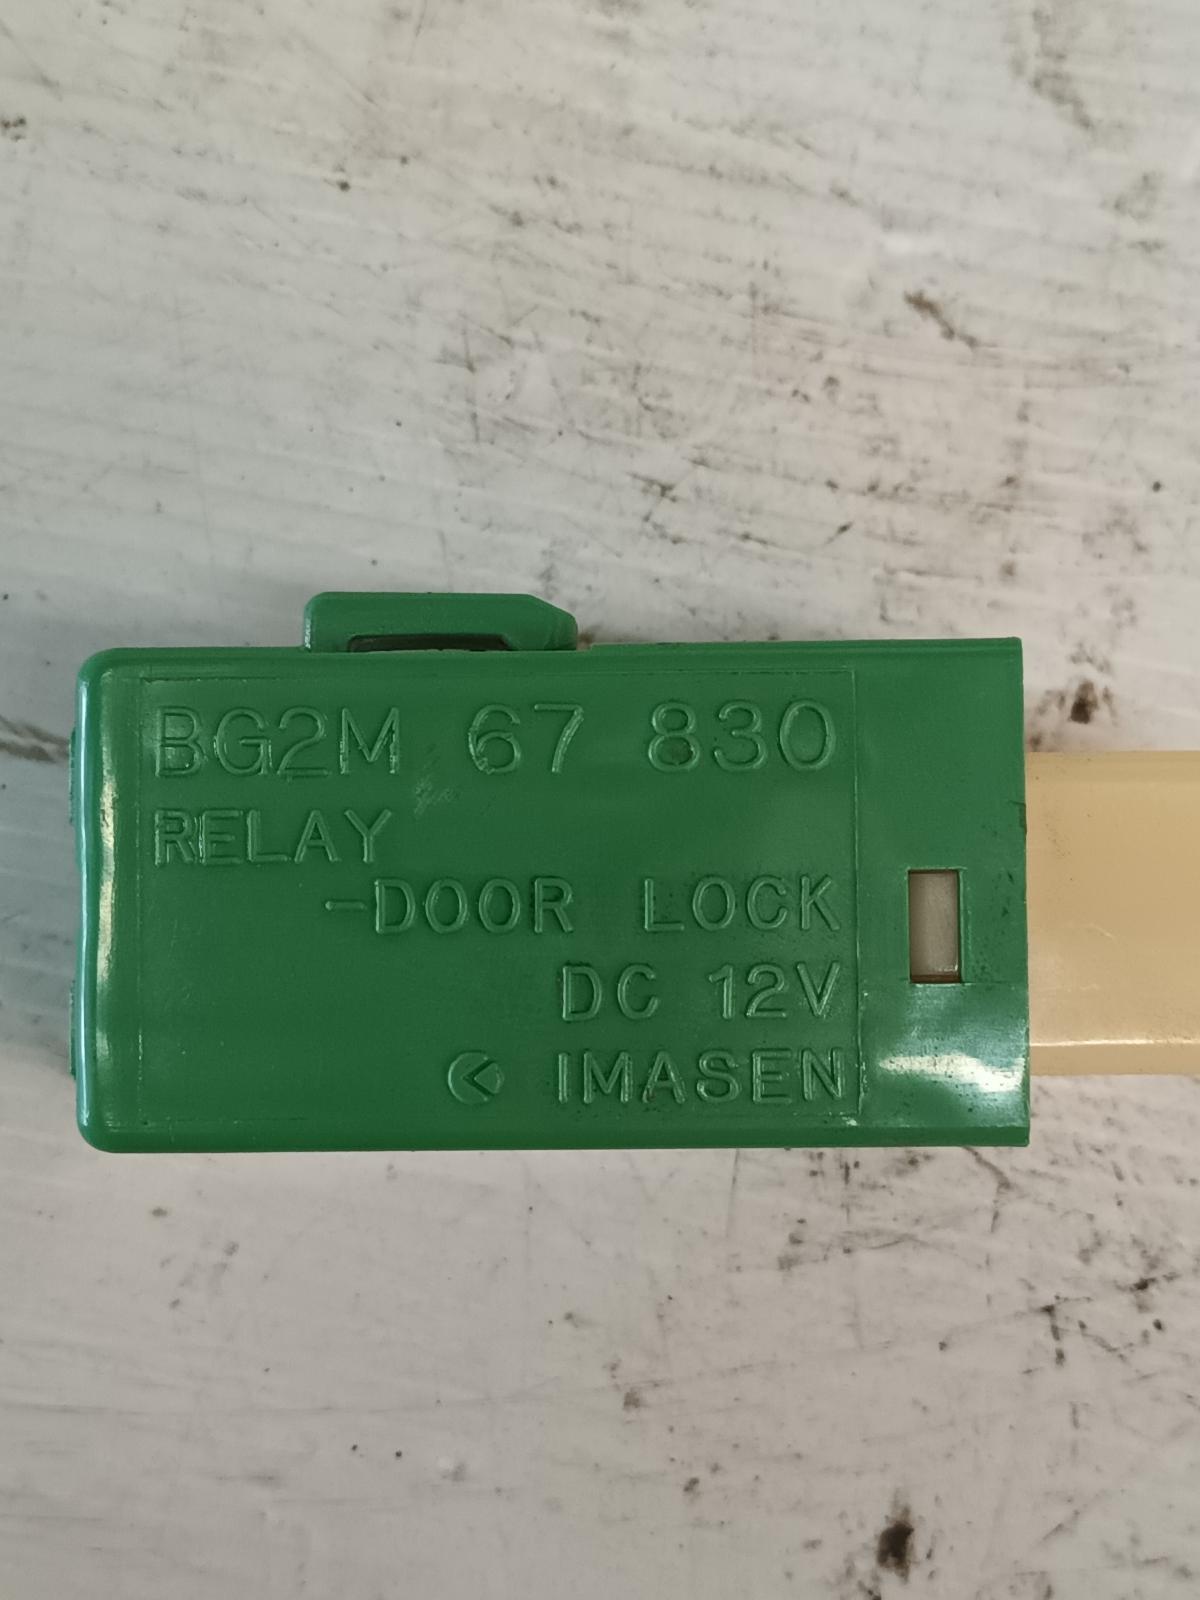 BG2M 67 830
RELAY
-DOOR LOCK
DC 12V
IMASEN